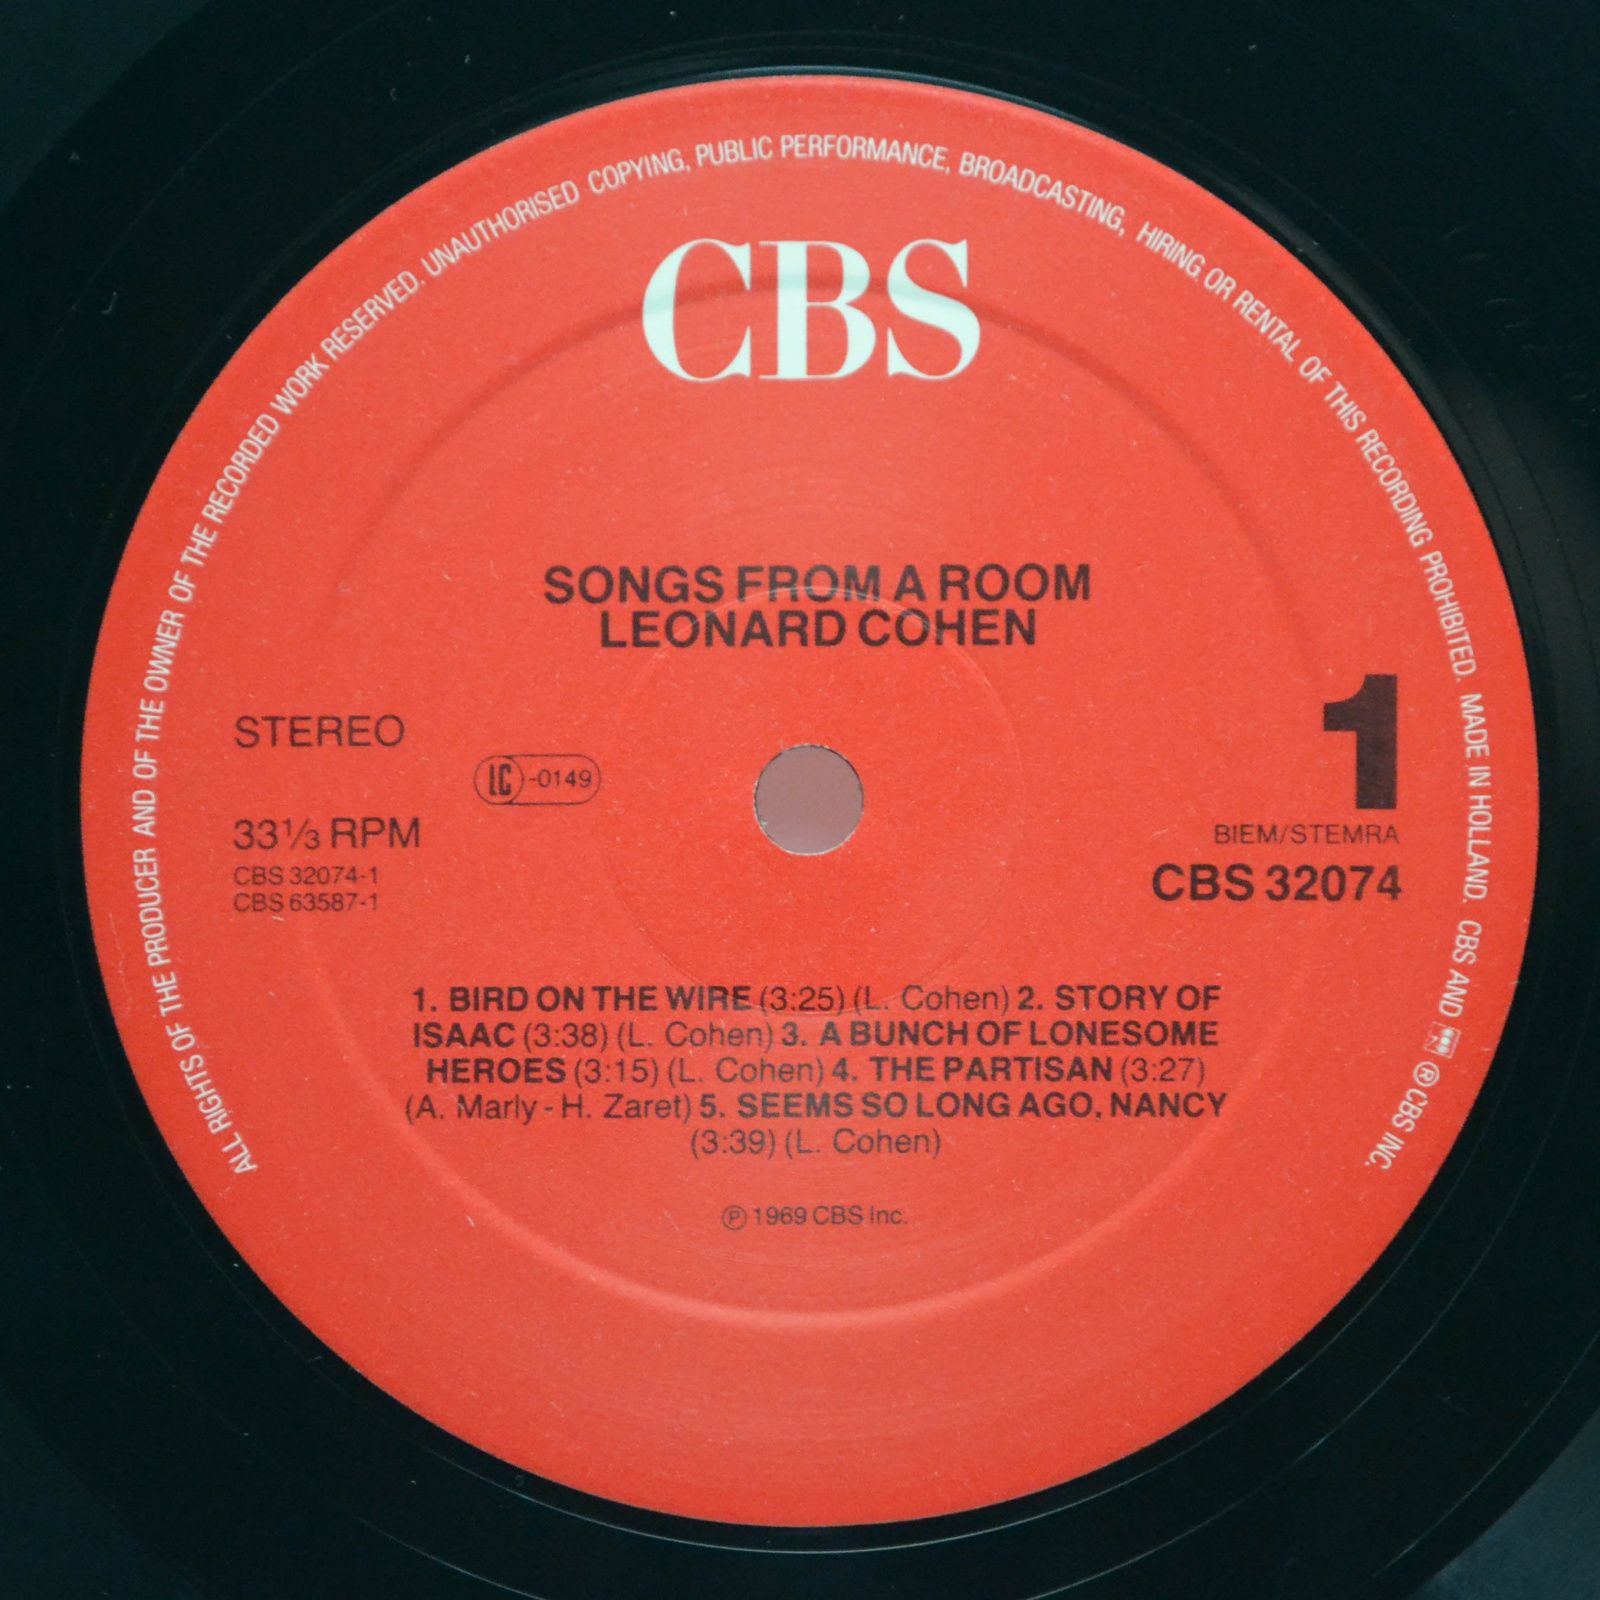 ALL RIGHTS OF THE PRODUCER AND OF THE OWNER OF THE RECORDED WORK RESERVED. UNAUTHORISED COPYING, PUBLIC PERFORMANCE, BROADCASTING, HIRING OR RENTAL OF THIS RECORDING PROHIBITED. MADE IN HOLLAND. CBS AND ® CBS INC.
CBS
SONGS FROM A ROOM
LEONARD COHEN
STEREO
LC-0149
33⅓ RPM
CBS 32074-1
CBS 63587-1
1
BIEM/STEMRA
CBS 32074
1. BIRD ON THE WIRE (3:25) (L. Cohen) 2. STORY OF
ISAAC (3:38) (L. Cohen) 3. A BUNCH OF LONESOME
HEROES (3:15) (L. Cohen) 4. THE PARTISAN (3:27)
(A. Marly - H. Zaret) 5. SEEMS SO LONG AGO, NANCY
(3:39) (L. Cohen)
℗ 1969 CBS Inc.